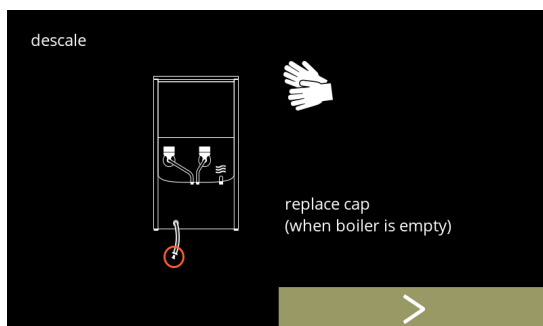 descale
replace cap
(when boiler is empty)